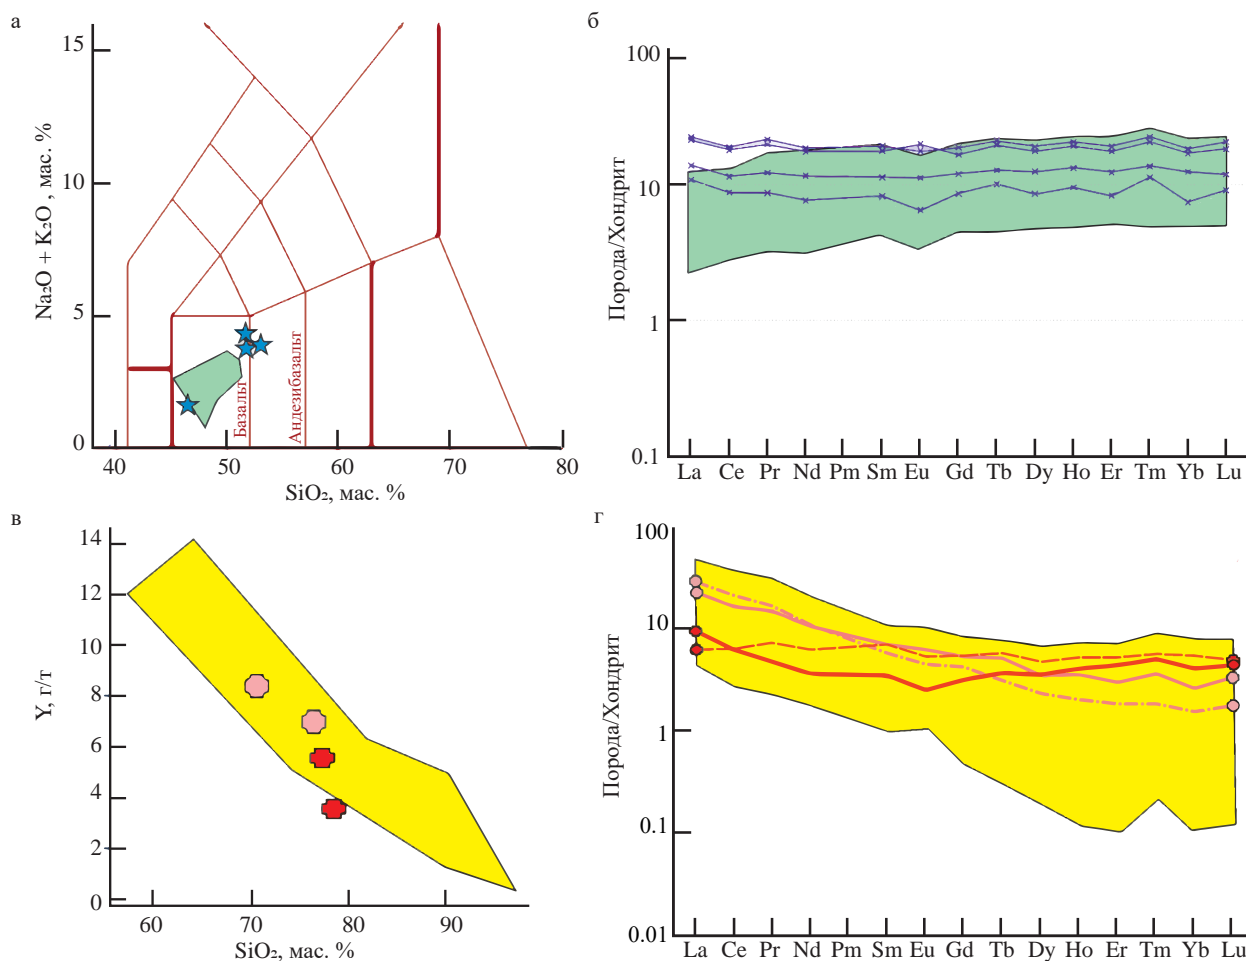 а
15
10
5
0
Na₂O + K₂O , мас. %
Базальт
Андезибазальт
40 50 60 70 80
SiO₂, мас. %
б
100
10
1
0.1
Порода/Хондрит
La Ce Pr Nd Pm Sm Eu Gd Tb Dy Ho Er Tm Yb Lu
в
14
12
10
8
6
4
2
0
Y, г/т
60 70 80 90
SiO₂, мас. %
г
100
10
1
0.1
0.01
Порода/Хондрит
La Ce Pr Nd Pm Sm Eu Gd Tb Dy Ho Er Tm Yb Lu